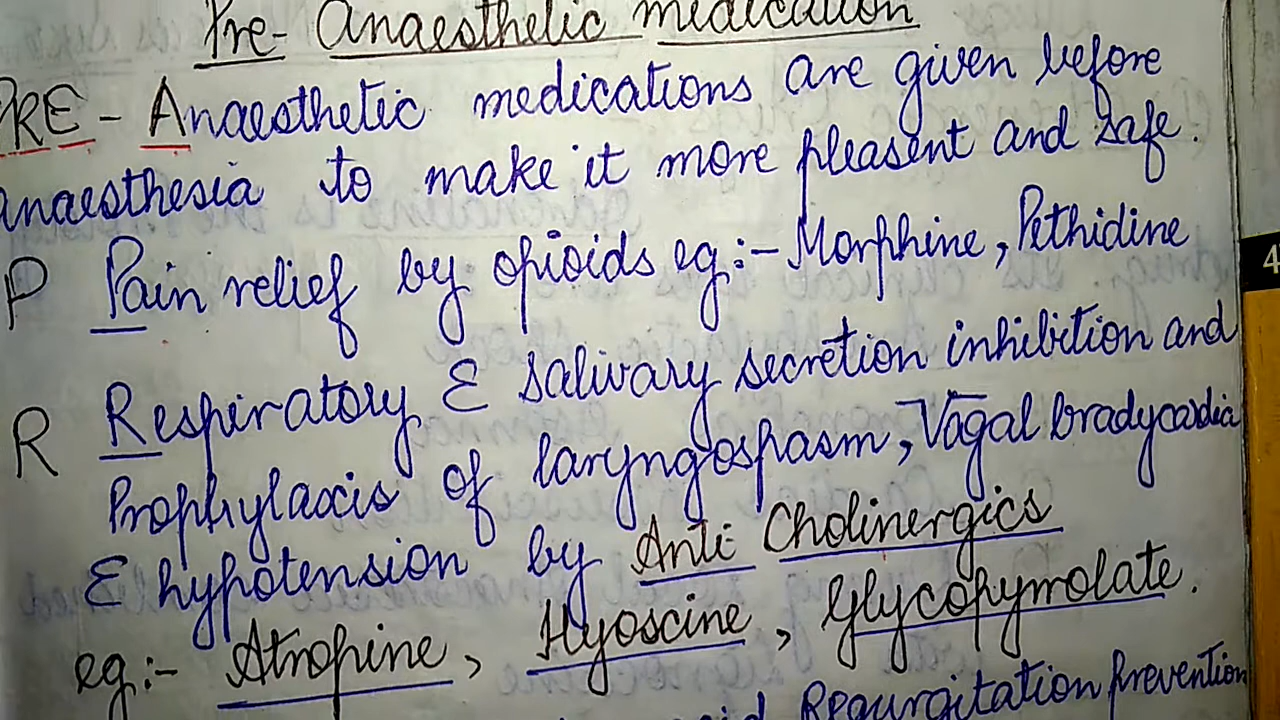 Pre- Anaesthetic medication
PRE - Anaesthetic medications are given before
anaesthesia to make it more pleasent and safe.
P Pain relief by opioids eg:- Morphine, Pethidine
R Respiratory & salivary secretion inhibition and
Prophylaxis of laryngospasm, Vagal bradycardia
& hypotension by Anti Cholinergics
eg:- Atropine, Hyoscine, Glycopyrrolate.
Regurgitation prevention
4